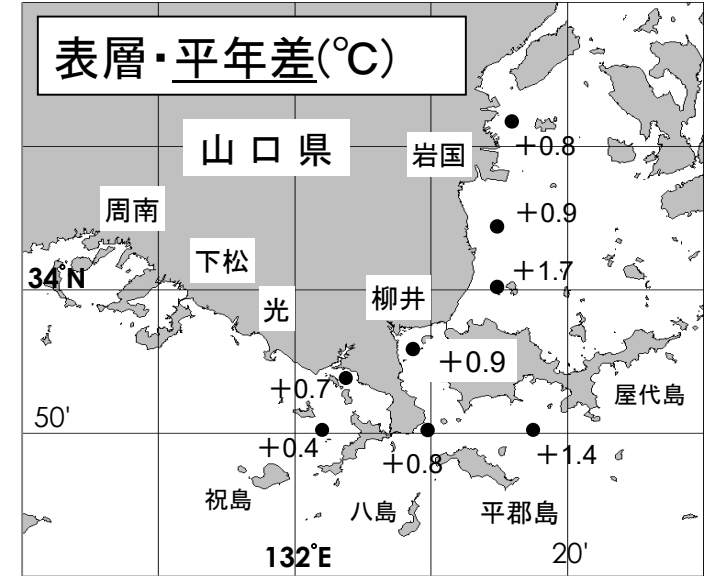 表層・平年差(℃)
山口県
岩国
+0.8
周南
+0.9
下松
+1.7
34°N
光
柳井
+0.9
+0.7
屋代島
50'
+0.4
+0.8
+1.4
祝島
八島
平郡島
132°E
20'